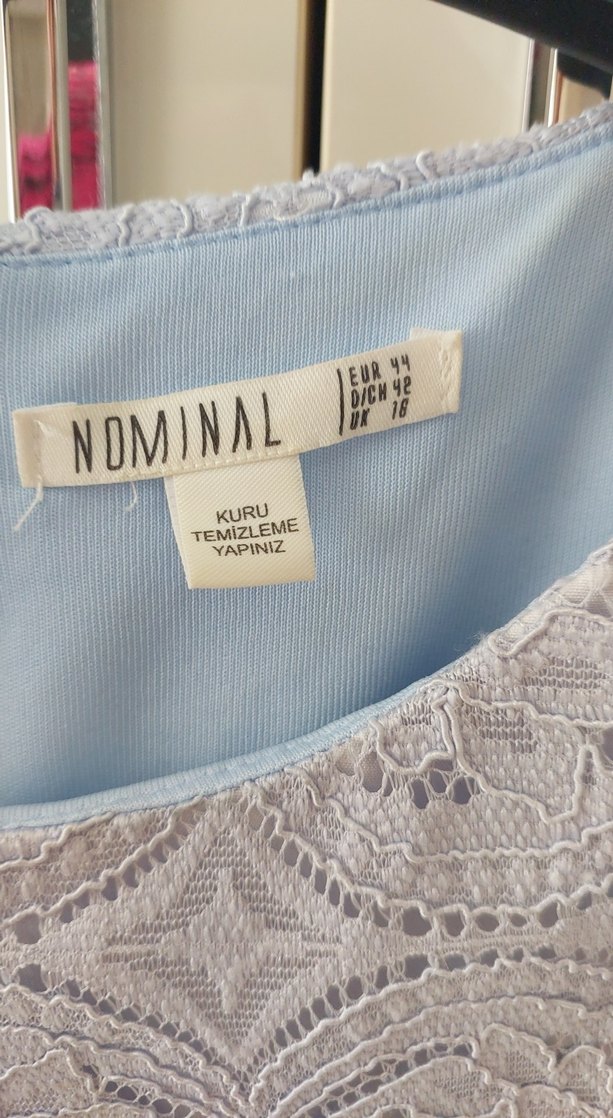 NOMINAL
EUR 44
D/CH 42
UK 16
KURU
TEMİZLEME
YAPINIZ